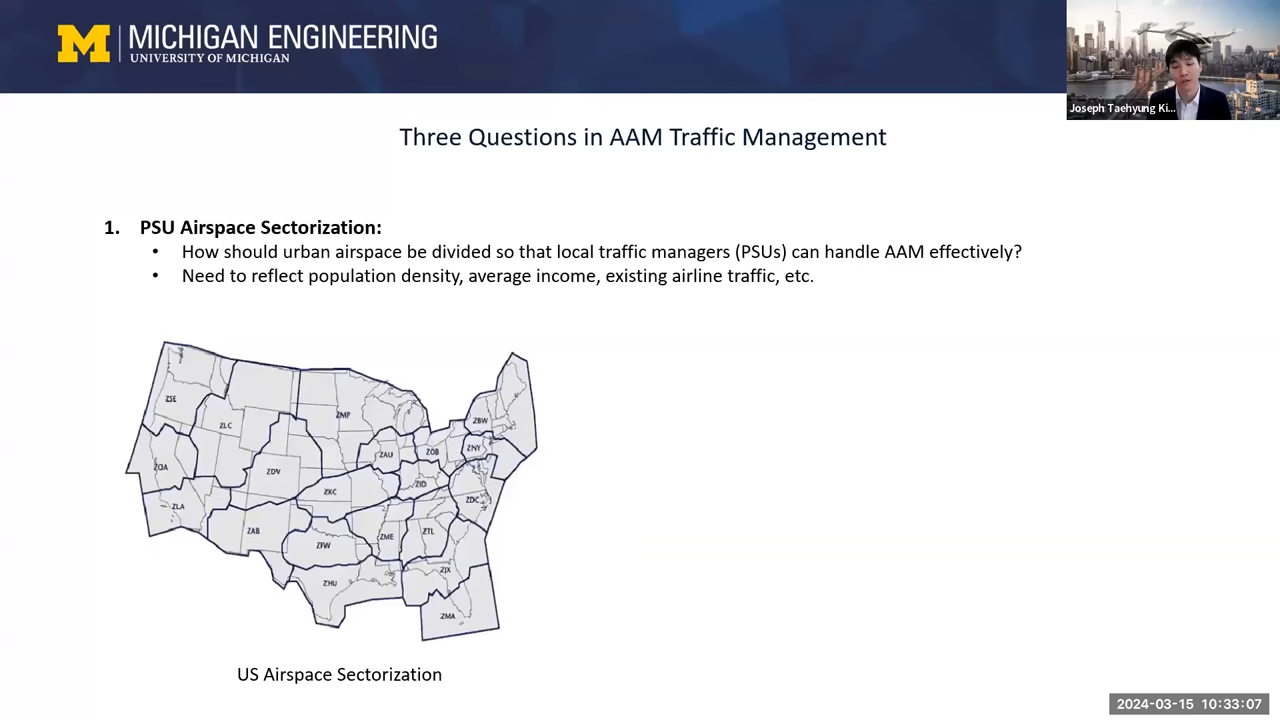 M MICHIGAN ENGINEERING
UNIVERSITY OF MICHIGAN
Joseph Taehyung Ki...
Three Questions in AAM Traffic Management
1. PSU Airspace Sectorization:
• How should urban airspace be divided so that local traffic managers (PSUs) can handle AAM effectively?
• Need to reflect population density, average income, existing airline traffic, etc.
ZSE
ZLC
ZMP
ZBW
ZAU
ZOB
ZNY
ZOA
ZDV
ZKC
ZID
ZDC
ZLA
ZAB
ZFW
ZME
ZTL
ZHU
ZJX
ZMA
US Airspace Sectorization
2024-03-15 10:33:07